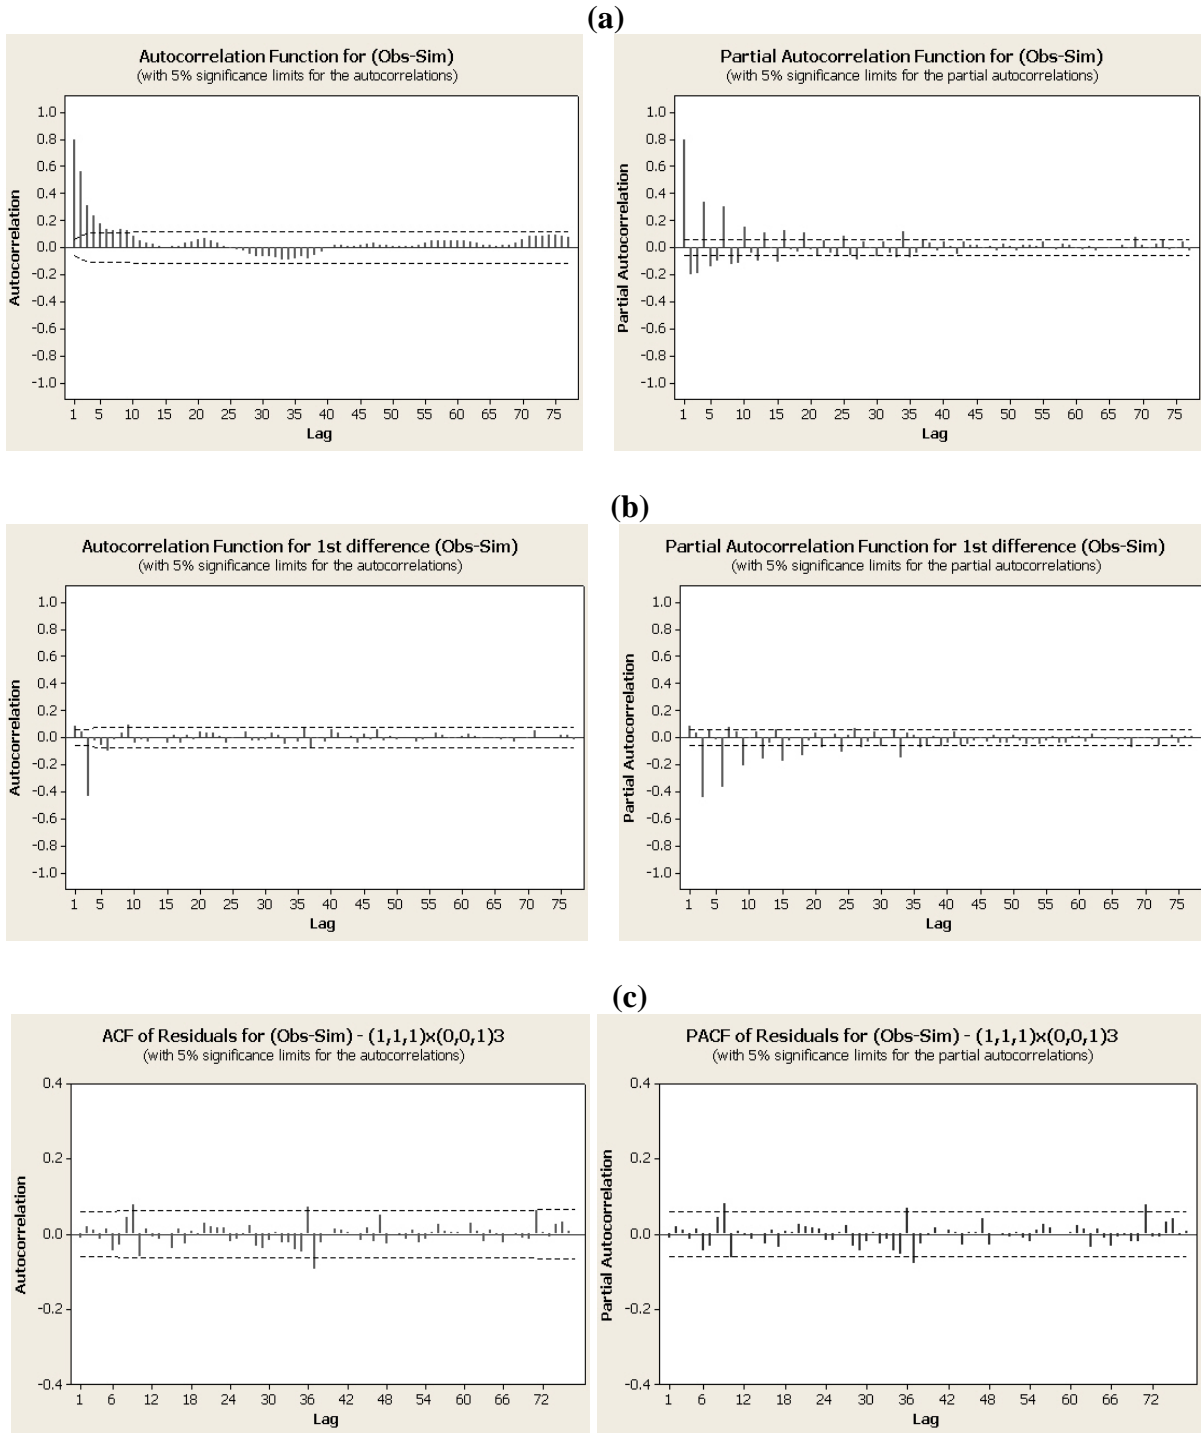 (a)
Autocorrelation Function for (Obs-Sim)
(with 5% significance limits for the autocorrelations)
1.0
0.8
0.6
0.4
0.2
0.0
-0.2
-0.4
-0.6
-0.8
-1.0
Autocorrelation
1 5 10 15 20 25 30 35 40 45 50 55 60 65 70 75
Lag
Partial Autocorrelation Function for (Obs-Sim)
(with 5% significance limits for the partial autocorrelations)
1.0
0.8
0.6
0.4
0.2
0.0
-0.2
-0.4
-0.6
-0.8
-1.0
Partial Autocorrelation
1 5 10 15 20 25 30 35 40 45 50 55 60 65 70 75
Lag
(b)
Autocorrelation Function for 1st difference (Obs-Sim)
(with 5% significance limits for the autocorrelations)
1.0
0.8
0.6
0.4
0.2
0.0
-0.2
-0.4
-0.6
-0.8
-1.0
Autocorrelation
1 5 10 15 20 25 30 35 40 45 50 55 60 65 70 75
Lag
Partial Autocorrelation Function for 1st difference (Obs-Sim)
(with 5% significance limits for the partial autocorrelations)
1.0
0.8
0.6
0.4
0.2
0.0
-0.2
-0.4
-0.6
-0.8
-1.0
Partial Autocorrelation
1 5 10 15 20 25 30 35 40 45 50 55 60 65 70 75
Lag
(c)
ACF of Residuals for (Obs-Sim) - (1,1,1)x(0,0,1)3
(with 5% significance limits for the autocorrelations)
0.4
0.2
0.0
-0.2
-0.4
Autocorrelation
1 6 12 18 24 30 36 42 48 54 60 66 72
Lag
PACF of Residuals for (Obs-Sim) - (1,1,1)x(0,0,1)3
(with 5% significance limits for the partial autocorrelations)
0.4
0.2
0.0
-0.2
-0.4
Partial Autocorrelation
1 6 12 18 24 30 36 42 48 54 60 66 72
Lag